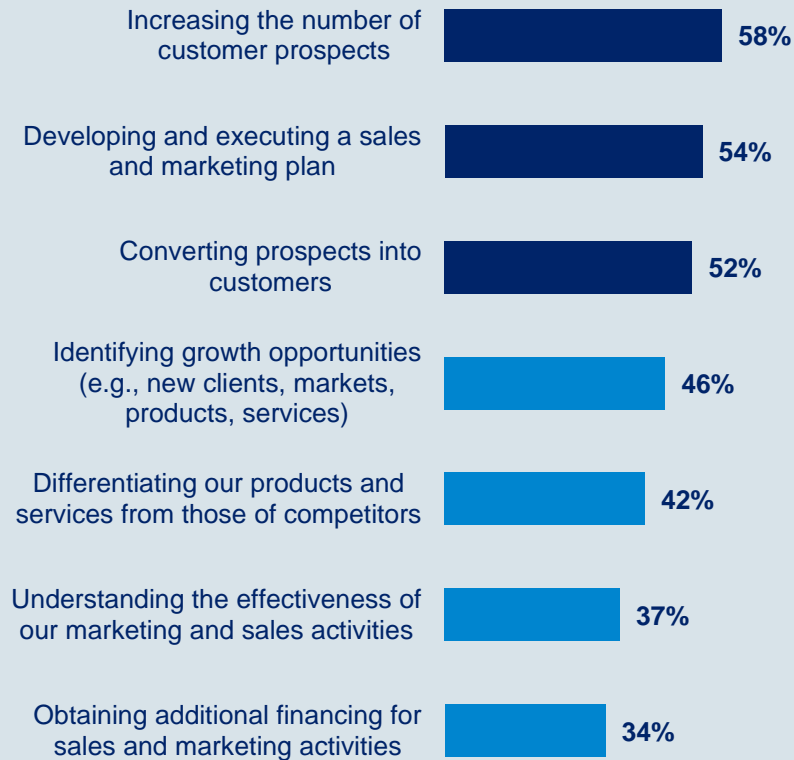 Increasing the number of
customer prospects
58%
Developing and executing a sales
and marketing plan
54%
Converting prospects into
customers
52%
Identifying growth opportunities
(e.g., new clients, markets,
products, services)
46%
Differentiating our products and
services from those of competitors
42%
Understanding the effectiveness of
our marketing and sales activities
37%
Obtaining additional financing for
sales and marketing activities
34%